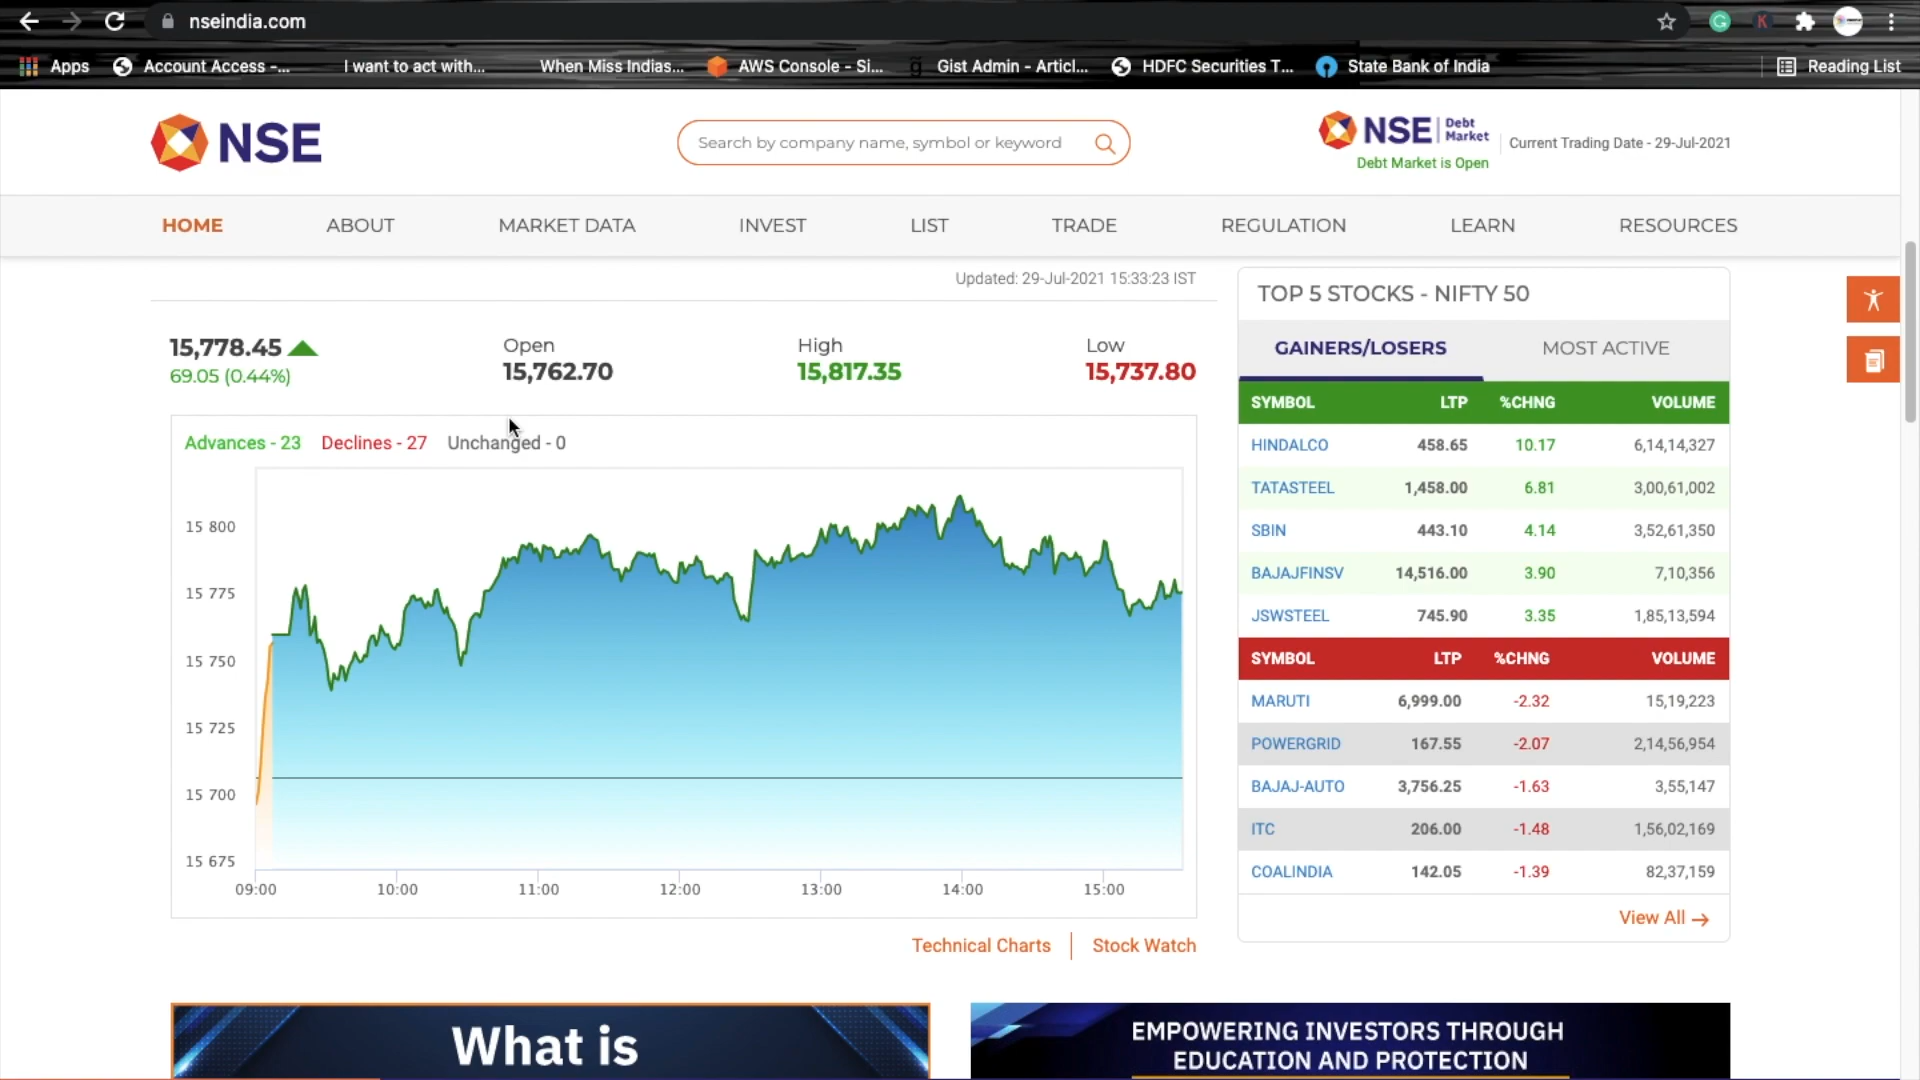 nseindia.com
Apps
Account Access -...
I want to act with...
When Miss Indias...
AWS Console - Si...
Gist Admin - Articl...
HDFC Securities T...
State Bank of India
Reading List
NSE
Search by company name, symbol or keyword
NSE Debt Market
Debt Market is Open
Current Trading Date - 29-Jul-2021
HOME ABOUT MARKET DATA INVEST LIST TRADE REGULATION LEARN RESOURCES
Updated: 29-Jul-2021 15:33:23 IST
15,778.45
69.05 (0.44%)
Open
15,762.70
High
15,817.35
Low
15,737.80
Advances - 23 Declines - 27 Unchanged - 0
15 800
15 775
15 750
15 725
15 700
15 675
09:00 10:00 11:00 12:00 13:00 14:00 15:00
Technical Charts
Stock Watch
TOP 5 STOCKS - NIFTY 50
GAINERS/LOSERS MOST ACTIVE
SYMBOL LTP %CHNG VOLUME
HINDALCO 458.65 10.17 6,14,14,327
TATASTEEL 1,458.00 6.81 3,00,61,002
SBIN 443.10 4.14 3,52,61,350
BAJAJFINSV 14,516.00 3.90 7,10,356
JSWSTEEL 745.90 3.35 1,85,13,594
SYMBOL LTP %CHNG VOLUME
MARUTI 6,999.00 -2.32 15,19,223
POWERGRID 167.55 -2.07 2,14,56,954
BAJAJ-AUTO 3,756.25 -1.63 3,55,147
ITC 206.00 -1.48 1,56,02,169
COALINDIA 142.05 -1.39 82,37,159
View All
What is
EMPOWERING INVESTORS THROUGH
EDUCATION AND PROTECTION